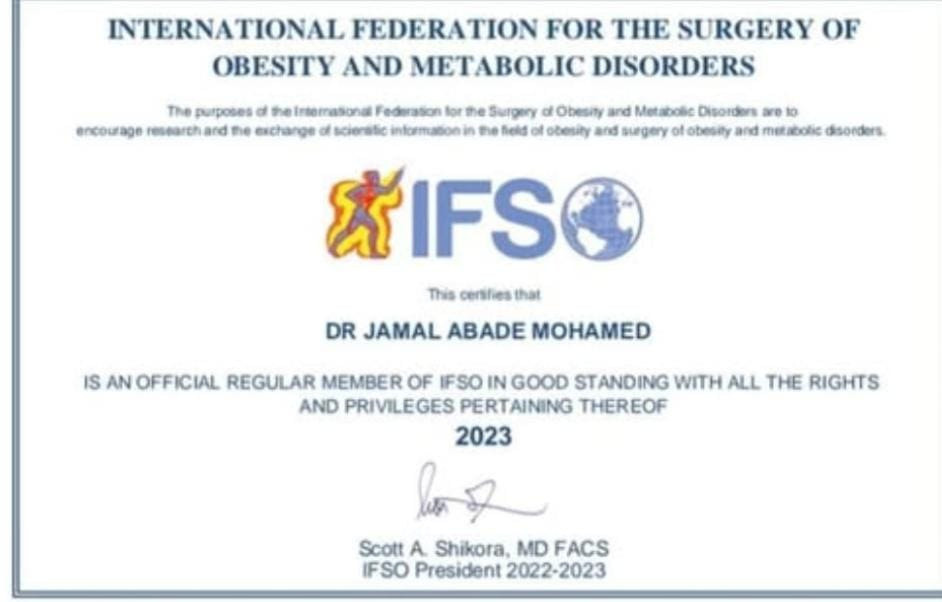 INTERNATIONAL FEDERATION FOR THE SURGERY OF
OBESITY AND METABOLIC DISORDERS
The purposes of the International Federation for the Surgery of Obesity and Metabolic Disorders are to
encourage research and the exchange of scientific information in the field of obesity and surgery of obesity and metabolic disorders.
IFSO
This certifies that
DR JAMAL ABADE MOHAMED
IS AN OFFICIAL REGULAR MEMBER OF IFSO IN GOOD STANDING WITH ALL THE RIGHTS
AND PRIVILEGES PERTAINING THEREOF
2023
Scott A. Shikora, MD FACS
IFSO President 2022-2023